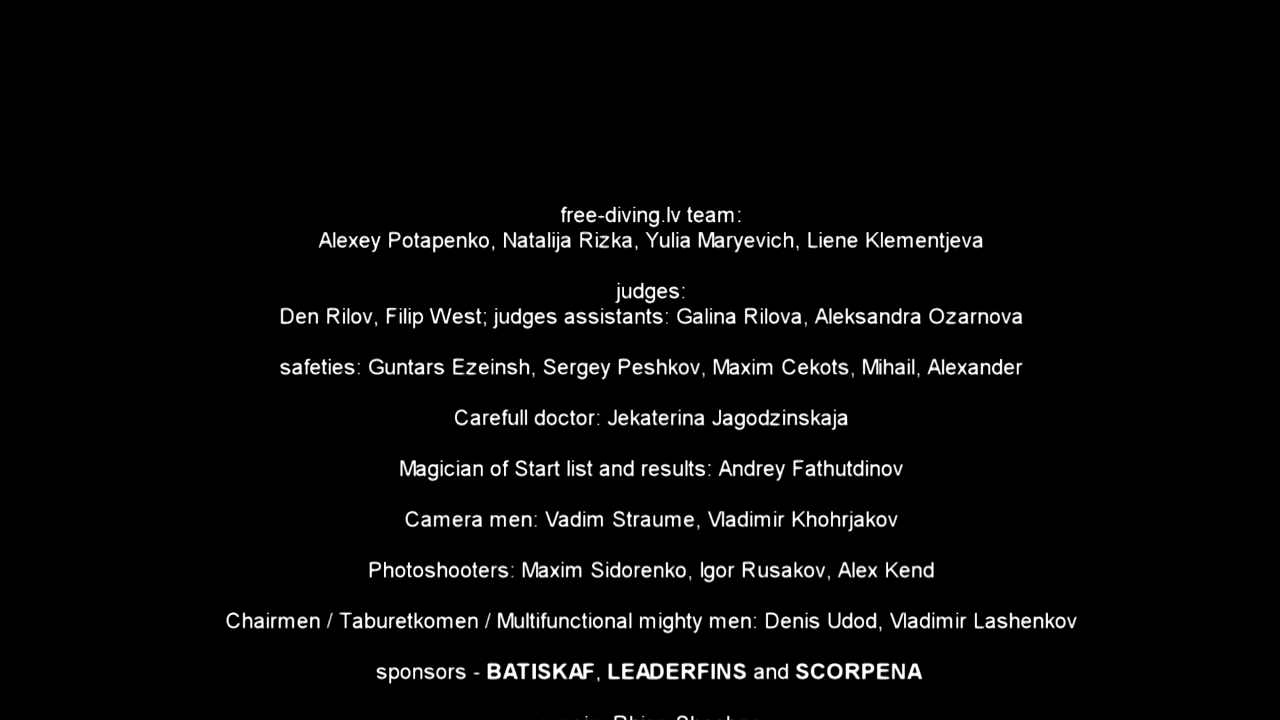 free-diving.lv team:
Alexey Potapenko, Natalija Rizka, Yulia Maryevich, Liene Klementjeva
judges:
Den Rilov, Filip West; judges assistants: Galina Rilova, Aleksandra Ozarnova
safeties: Guntars Ezeinsh, Sergey Peshkov, Maxim Cekots, Mihail, Alexander
Carefull doctor: Jekaterina Jagodzinskaja
Magician of Start list and results: Andrey Fathutdinov
Camera men: Vadim Straume, Vladimir Khohrjakov
Photoshooters: Maxim Sidorenko, Igor Rusakov, Alex Kend
Chairmen / Taburetkomen / Multifunctional mighty men: Denis Udod, Vladimir Lashenkov
sponsors - BATISKAF, LEADERFINS and SCORPENA